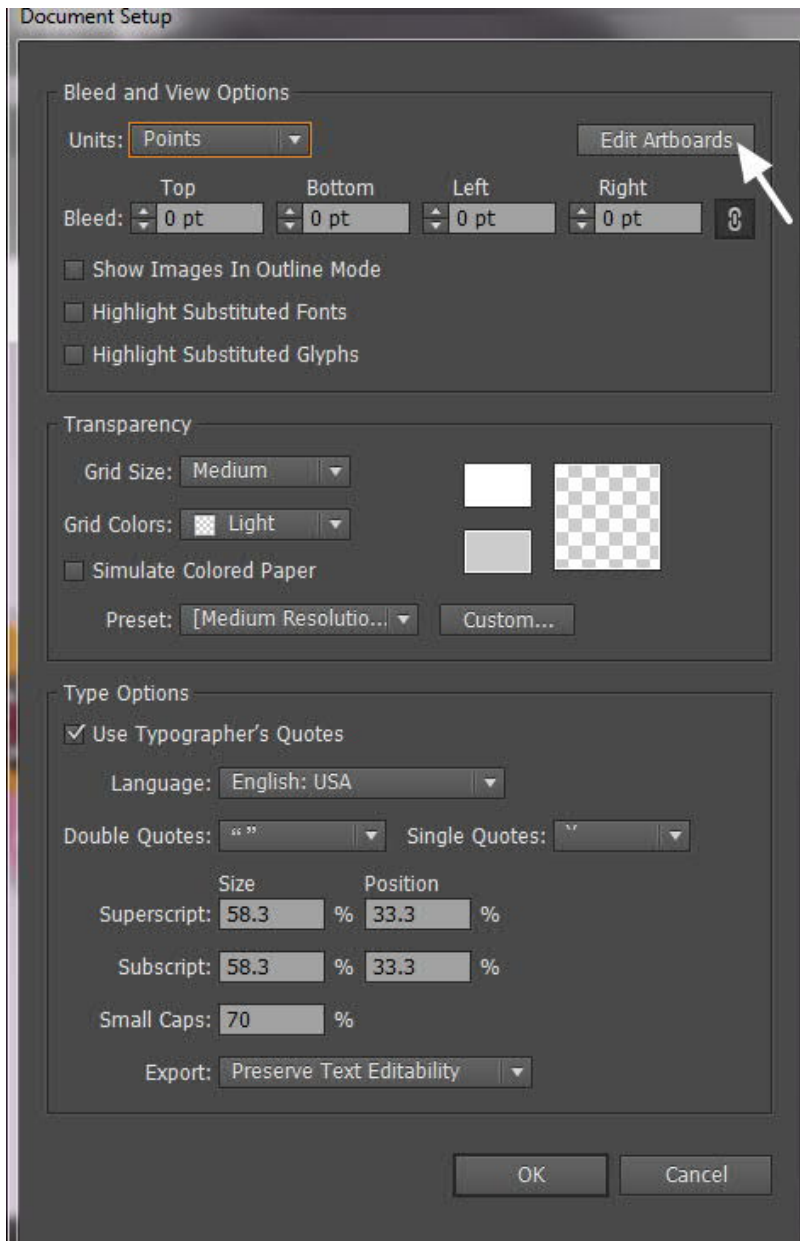 Document Setup
Bleed and View Options
Units: Points Edit Artboards
Top Bottom Left Right
Bleed: 0 pt 0 pt 0 pt 0 pt
Show Images In Outline Mode
Highlight Substituted Fonts
Highlight Substituted Glyphs
Transparency
Grid Size: Medium
Grid Colors: Light
Simulate Colored Paper
Preset: [Medium Resolutio... Custom...
Type Options
Use Typographer's Quotes
Language: English: USA
Double Quotes: “ ” Single Quotes:
Size Position
Superscript: 58.3 % 33.3 %
Subscript: 58.3 % 33.3 %
Small Caps: 70 %
Export: Preserve Text Editability
OK Cancel